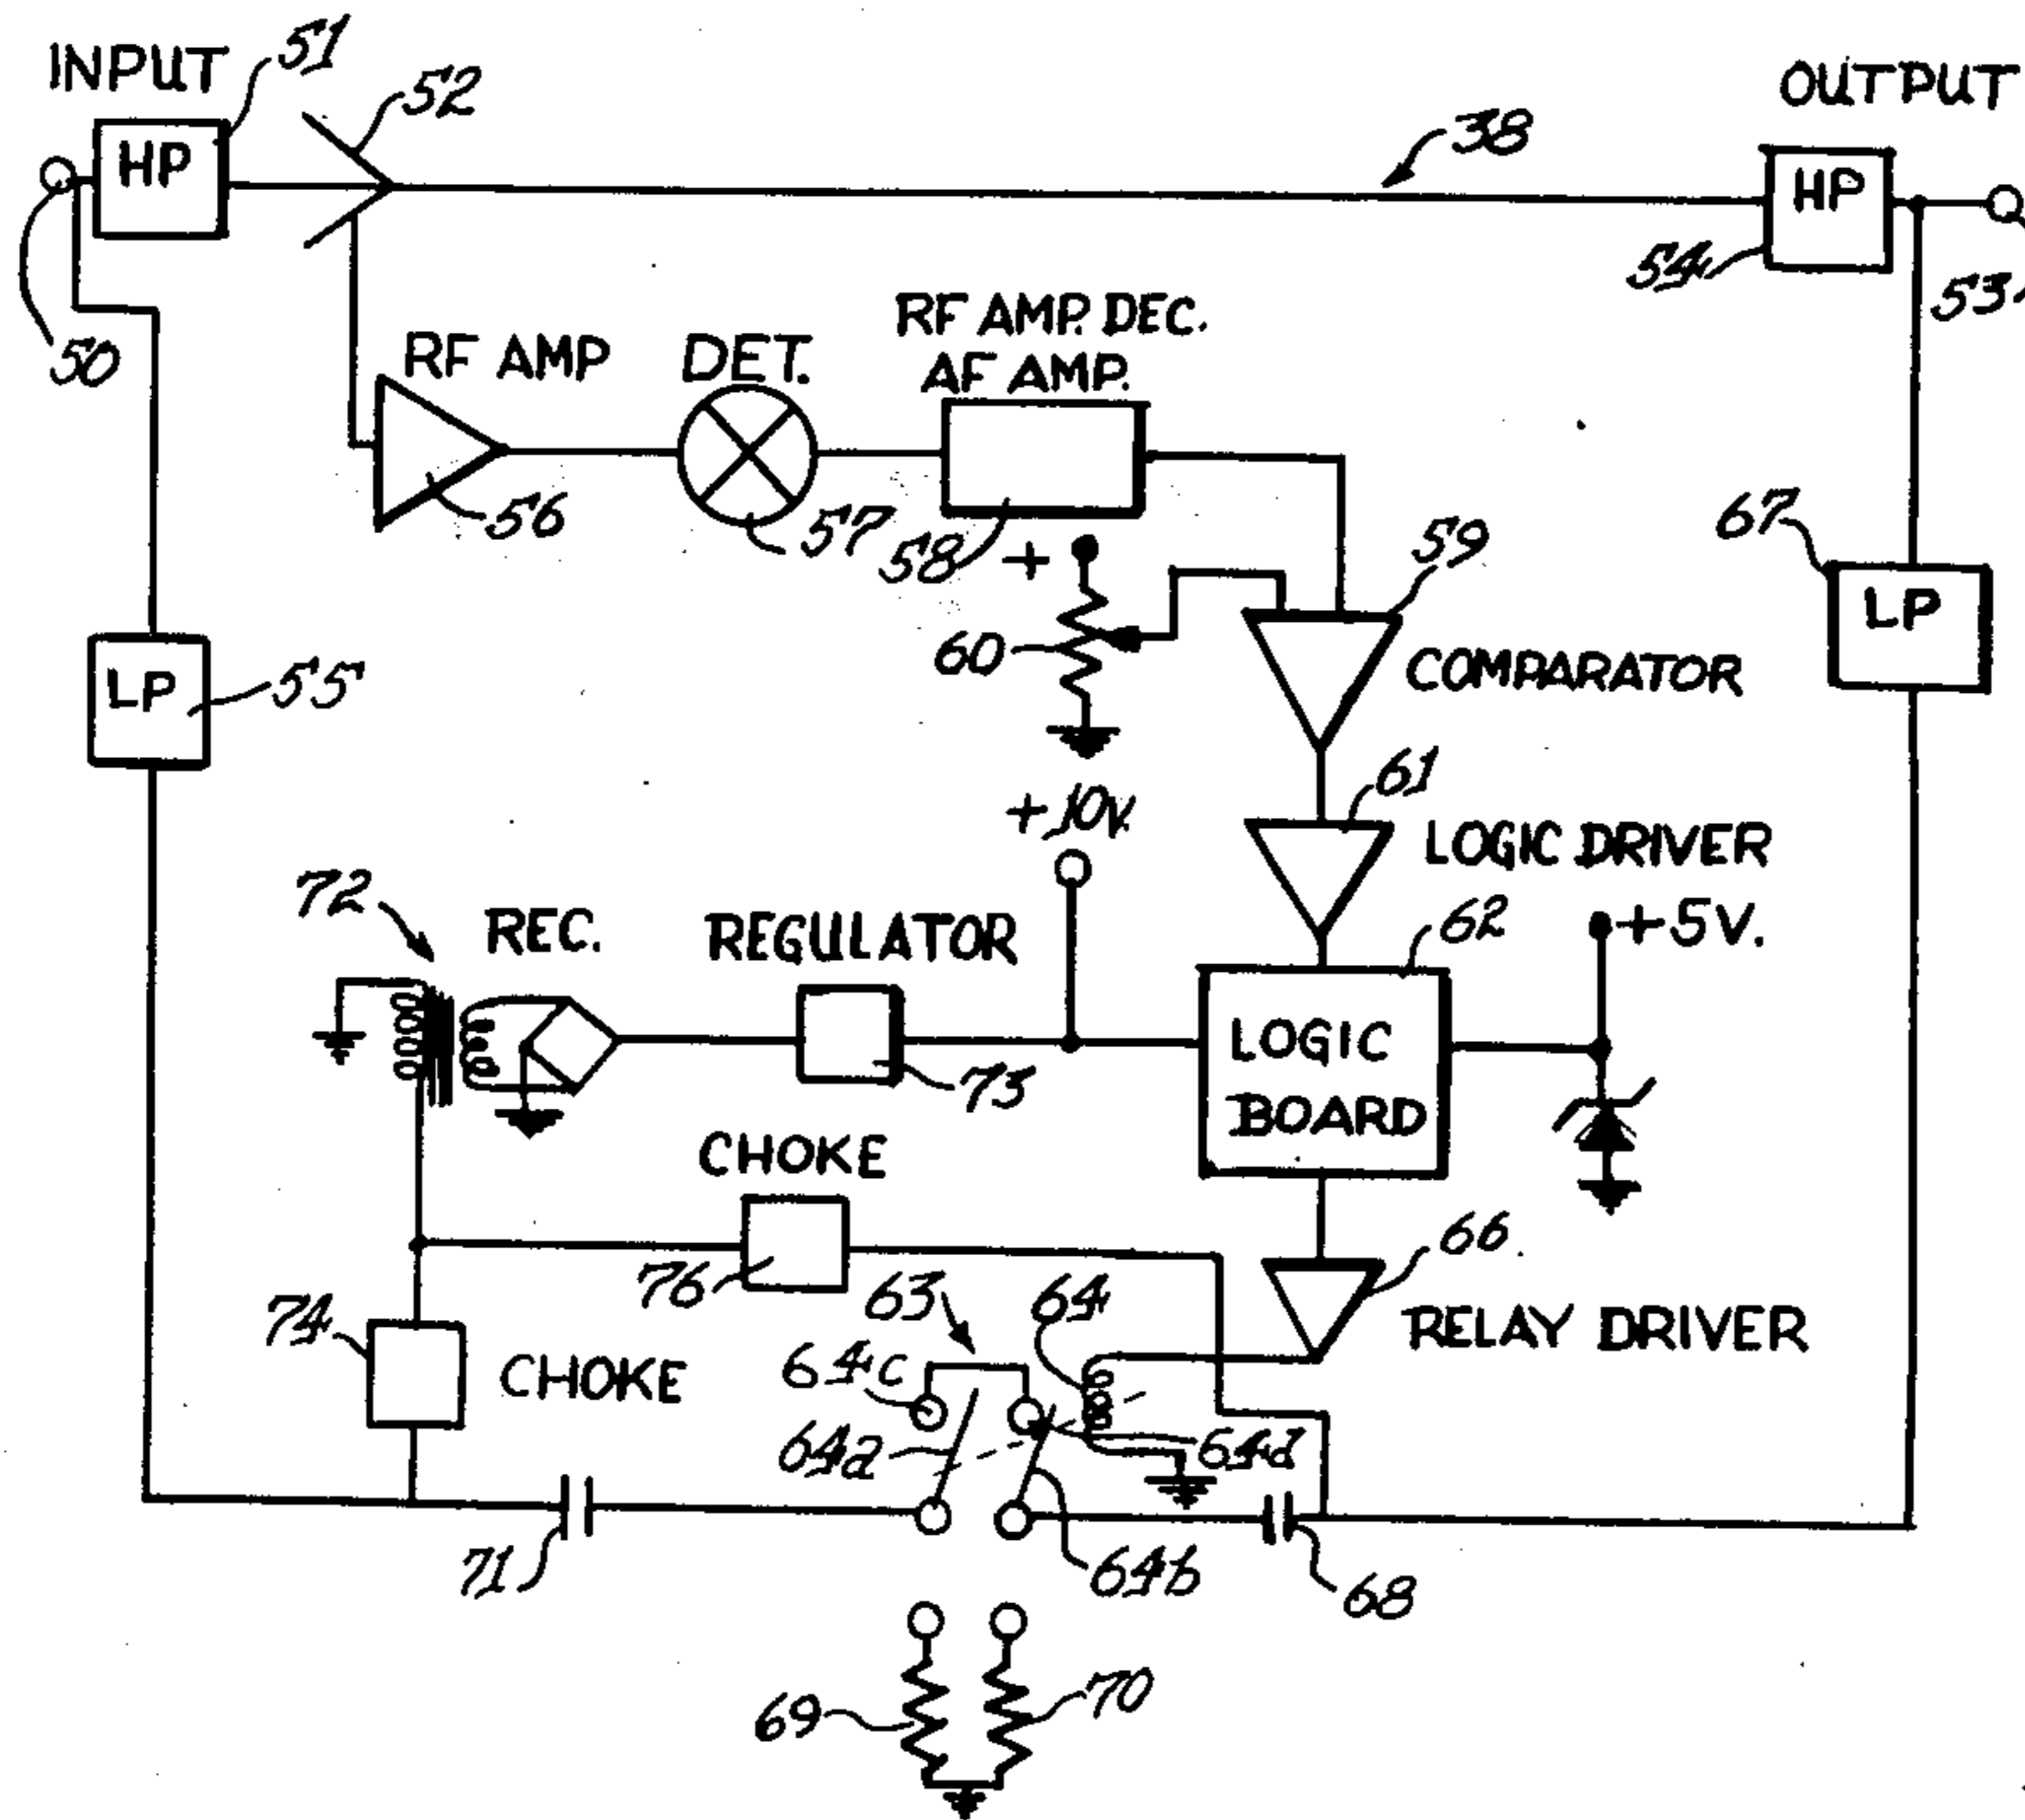 INPUT
51
52
38
OUTPUT
HP
HP
50
54
53
RF AMP
DET.
RF AMP. DEC.
AF AMP.
56
57
58
59
67
+
60
COMPARATOR
LP
LP
55
+10V.
61
LOGIC DRIVER
62
+5V.
72
REC.
REGULATOR
LOGIC
BOARD
73
CHOKE
76
66
RELAY DRIVER
74
CHOKE
63
64
64c
64a
64d
71
64b
68
69
70